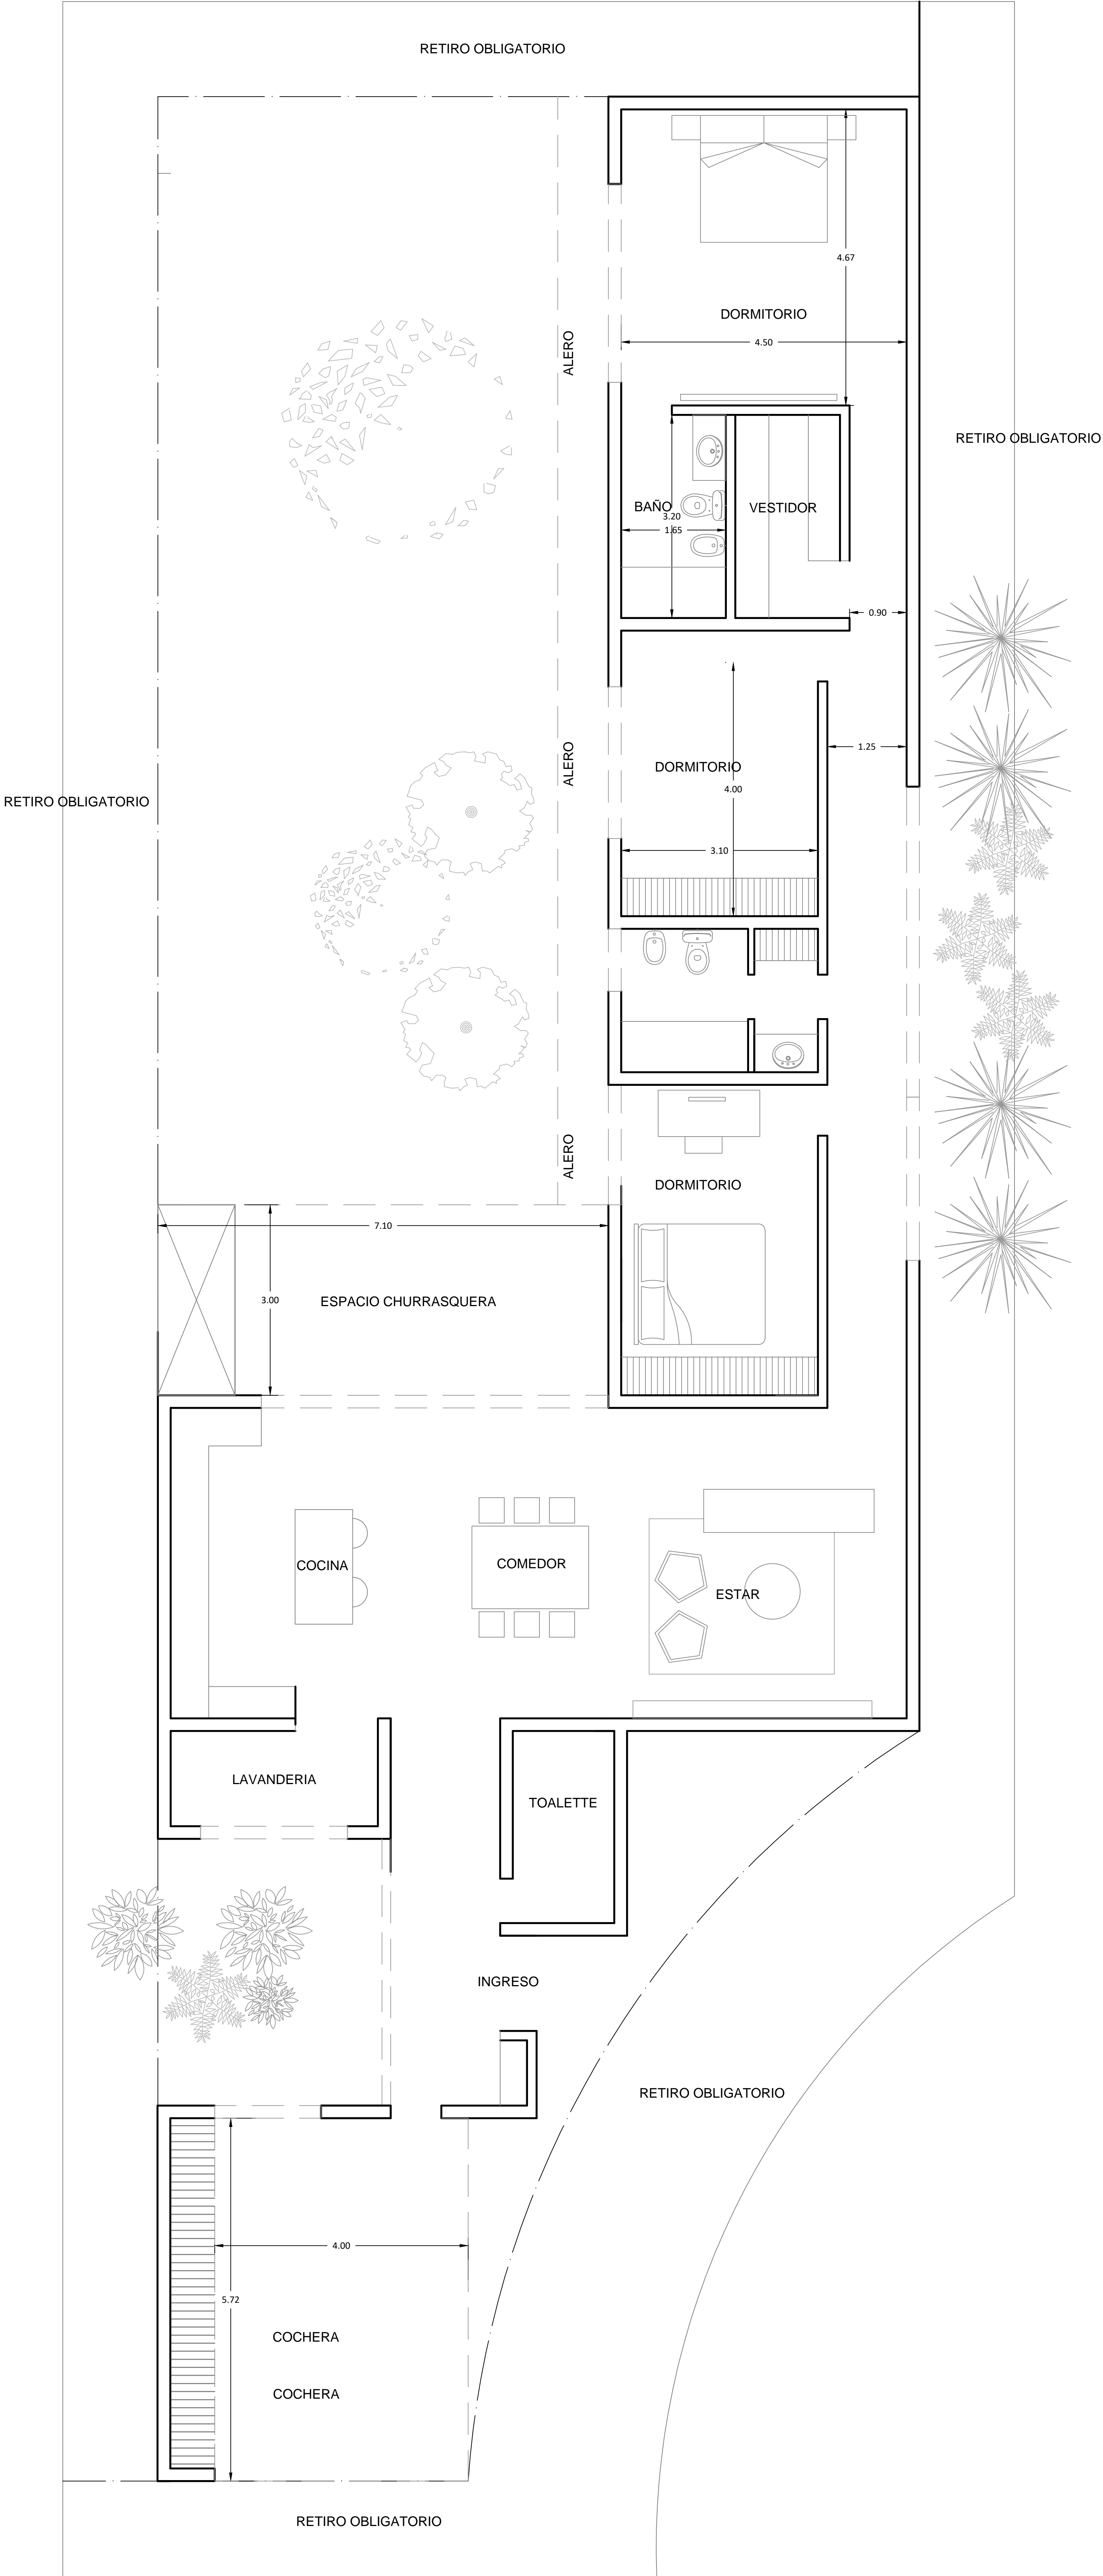 RETIRO OBLIGATORIO
4.67
DORMITORIO
ALERO
4.50
RETIRO OBLIGATORIO
BAÑO
VESTIDOR
3.20
1.65
0.90
1.25
ALERO
DORMITORIO
4.00
RETIRO OBLIGATORIO
3.10
ALERO
DORMITORIO
7.10
3.00
ESPACIO CHURRASQUERA
COCINA
COMEDOR
ESTAR
LAVANDERIA
TOALETTE
INGRESO
RETIRO OBLIGATORIO
4.00
5.72
COCHERA
COCHERA
RETIRO OBLIGATORIO